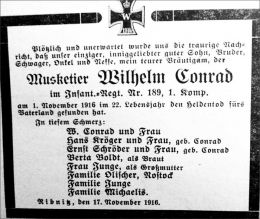 Plötzlich und unerwartet wurde uns die traurige Nach-
richt, daß unser einziger, inniggeliebter guter Sohn, Bruder,
Schwager, Onkel und Neffe, mein teurer Bräutigam, der
Musketier Wilhelm Conrad
im Infant.-Regt. Nr. 189, 1. Komp.
am 1. November 1916 im 22. Lebensjahr den Heldentod fürs
Vaterland gefunden hat.
In tiefem Schmerz:
W. Conrad und Frau
Hans Kröger und Frau, geb. Conrad
Ernst Schröder und Frau, geb. Conrad
Berta Voldt, als Braut
Frau Junge, als Großmutter
Familie Ollscher, Rostock
Familie Junge
Familie Michaelis.
Ribnitz, den 17. November 1916.